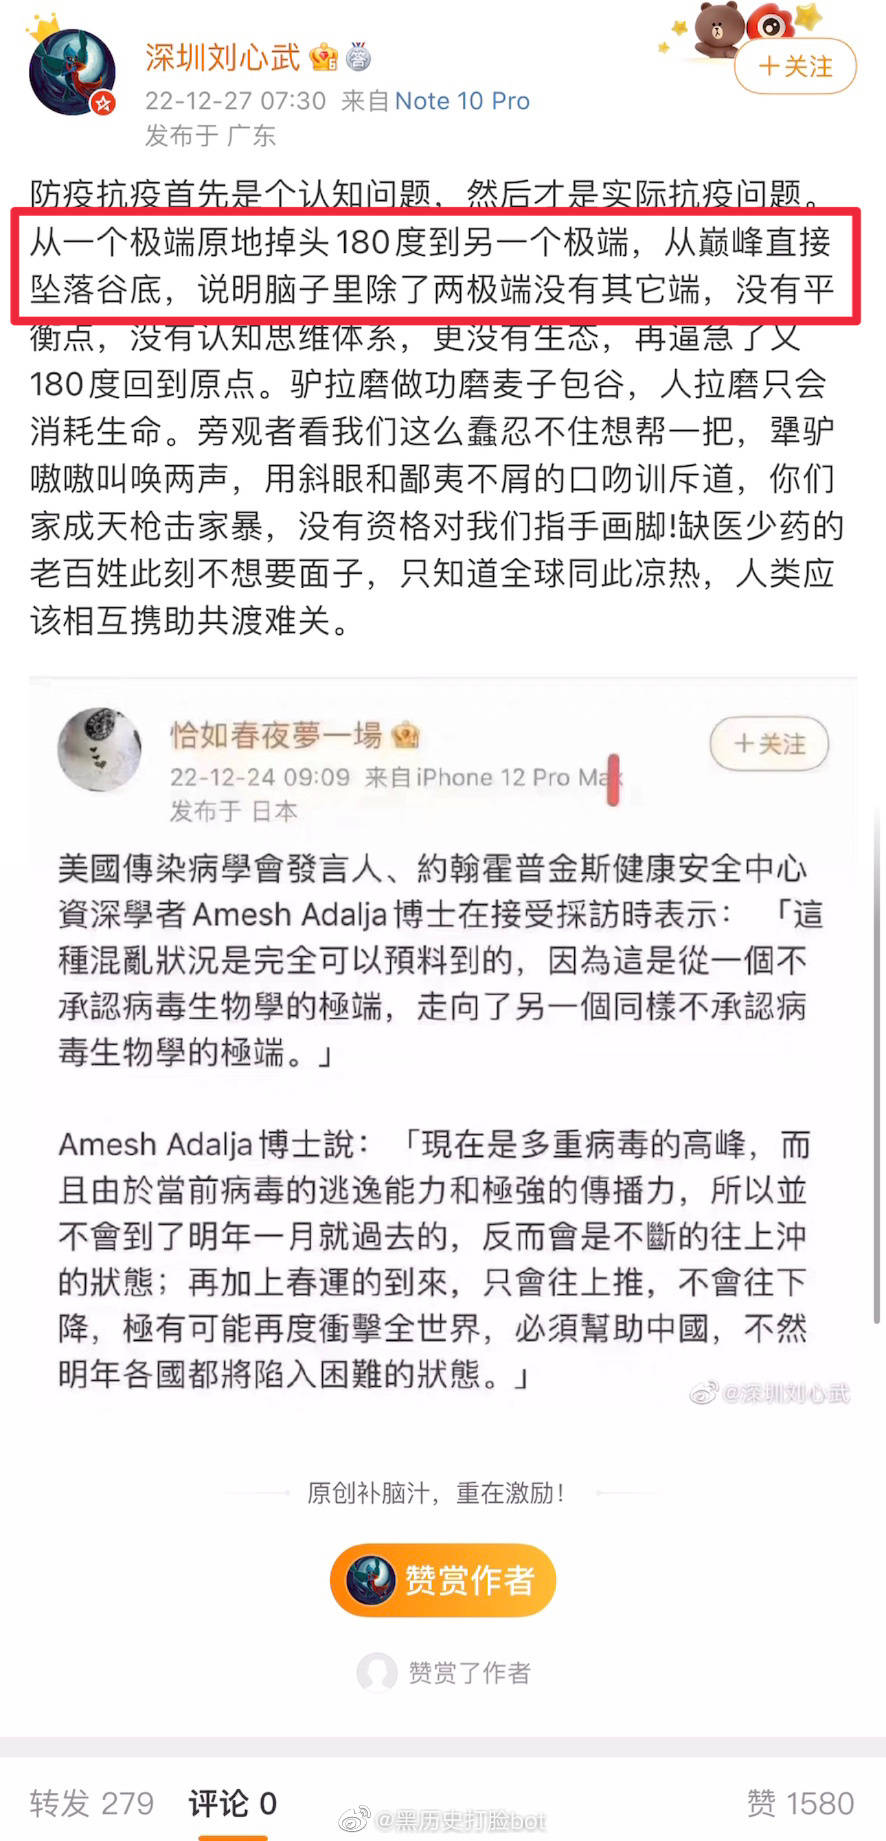 深圳刘心武
22-12-27 07:30 来自 Note 10 Pro
发布于 广东
＋关注
防疫抗疫首先是个认知问题，然后才是实际抗疫问题。
从一个极端原地掉头180度到另一个极端，从巅峰直接
坠落谷底，说明脑子里除了两极端没有其它端，没有平
衡点，没有认知思维体系，更没有生态，再逼急了又
180度回到原点。驴拉磨做功磨麦子包谷，人拉磨只会
消耗生命。旁观者看我们这么蠢忍不住想帮一把，犟驴
嗷嗷叫唤两声，用斜眼和鄙夷不屑的口吻训斥道，你们
家成天枪击家暴，没有资格对我们指手画脚!缺医少药的
老百姓此刻不想要面子，只知道全球同此凉热，人类应
该相互携助共渡难关。
恰如春夜夢一場
22-12-24 09:09 来自 iPhone 12 Pro Max
发布于 日本
＋关注
美國傳染病學會發言人、約翰霍普金斯健康安全中心
資深學者Amesh Adalja博士在接受採訪時表示：「這
種混亂狀況是完全可以預料到的，因為這是從一個不
承認病毒生物學的極端，走向了另一個同樣不承認病
毒生物學的極端。」
Amesh Adalja博士說：「現在是多重病毒的高峰，而
且由於當前病毒的逃逸能力和極強的傳播力，所以並
不會到了明年一月就過去的，反而會是不斷的往上沖
的狀態；再加上春運的到來，只會往上推，不會往下
降，極有可能再度衝擊全世界，必須幫助中國，不然
明年各國都將陷入困難的狀態。」
@深圳刘心武
原创补脑汁，重在激励！
赞赏作者
赞赏了作者
转发 279 评论 0 赞 1580
@黑历史打脸bot